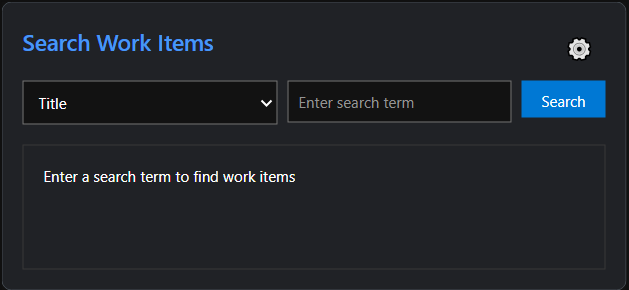 Search Work Items
Title
Enter search term
Search
Enter a search term to find work items